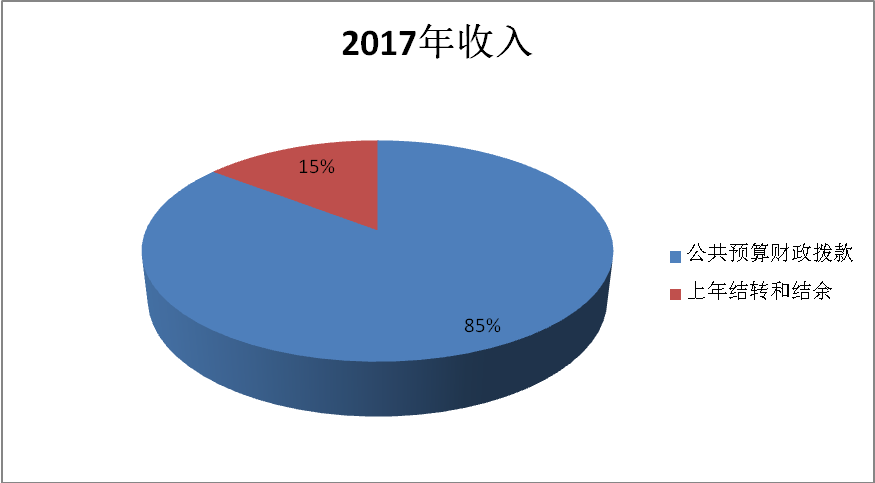 2017年收入
15%
85%
公共预算财政拨款
上年结转和结余